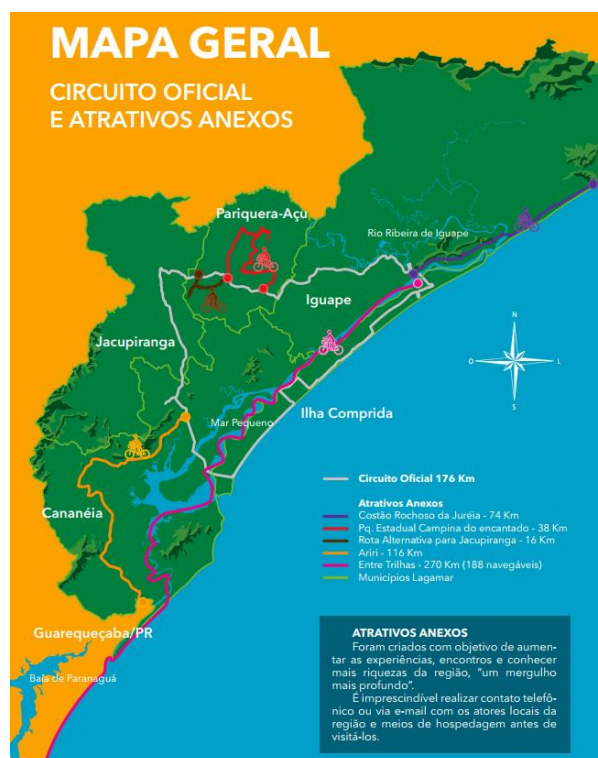 MAPA GERAL
CIRCUITO OFICIAL
E ATRATIVOS ANEXOS
Pariquera-Açu
Rio Ribeira de Iguape
Iguape
Jacupiranga
N
O
L
S
Ilha Comprida
Mar Pequeno
Cananéia
Guarequeçaba/PR
Baía de Paranaguá
Circuito Oficial 176 Km
Atrativos Anexos
Costão Rochoso da Juréia - 74 Km
Pq. Estadual Campina do encantado - 38 Km
Rota Alternativa para Jacupiranga - 16 Km
Ariri - 116 Km
Entre Trilhas - 270 Km (188 navegáveis)
Municípios Lagamar
ATRATIVOS ANEXOS
Foram criados com objetivo de aumen-
tar as experiências, encontros e conhecer
mais riquezas da região, “um mergulho
mais profundo”.
É imprescindível realizar contato telefô-
nico ou via e-mail com os atores locais da
região e meios de hospedagem antes de
visitá-los.